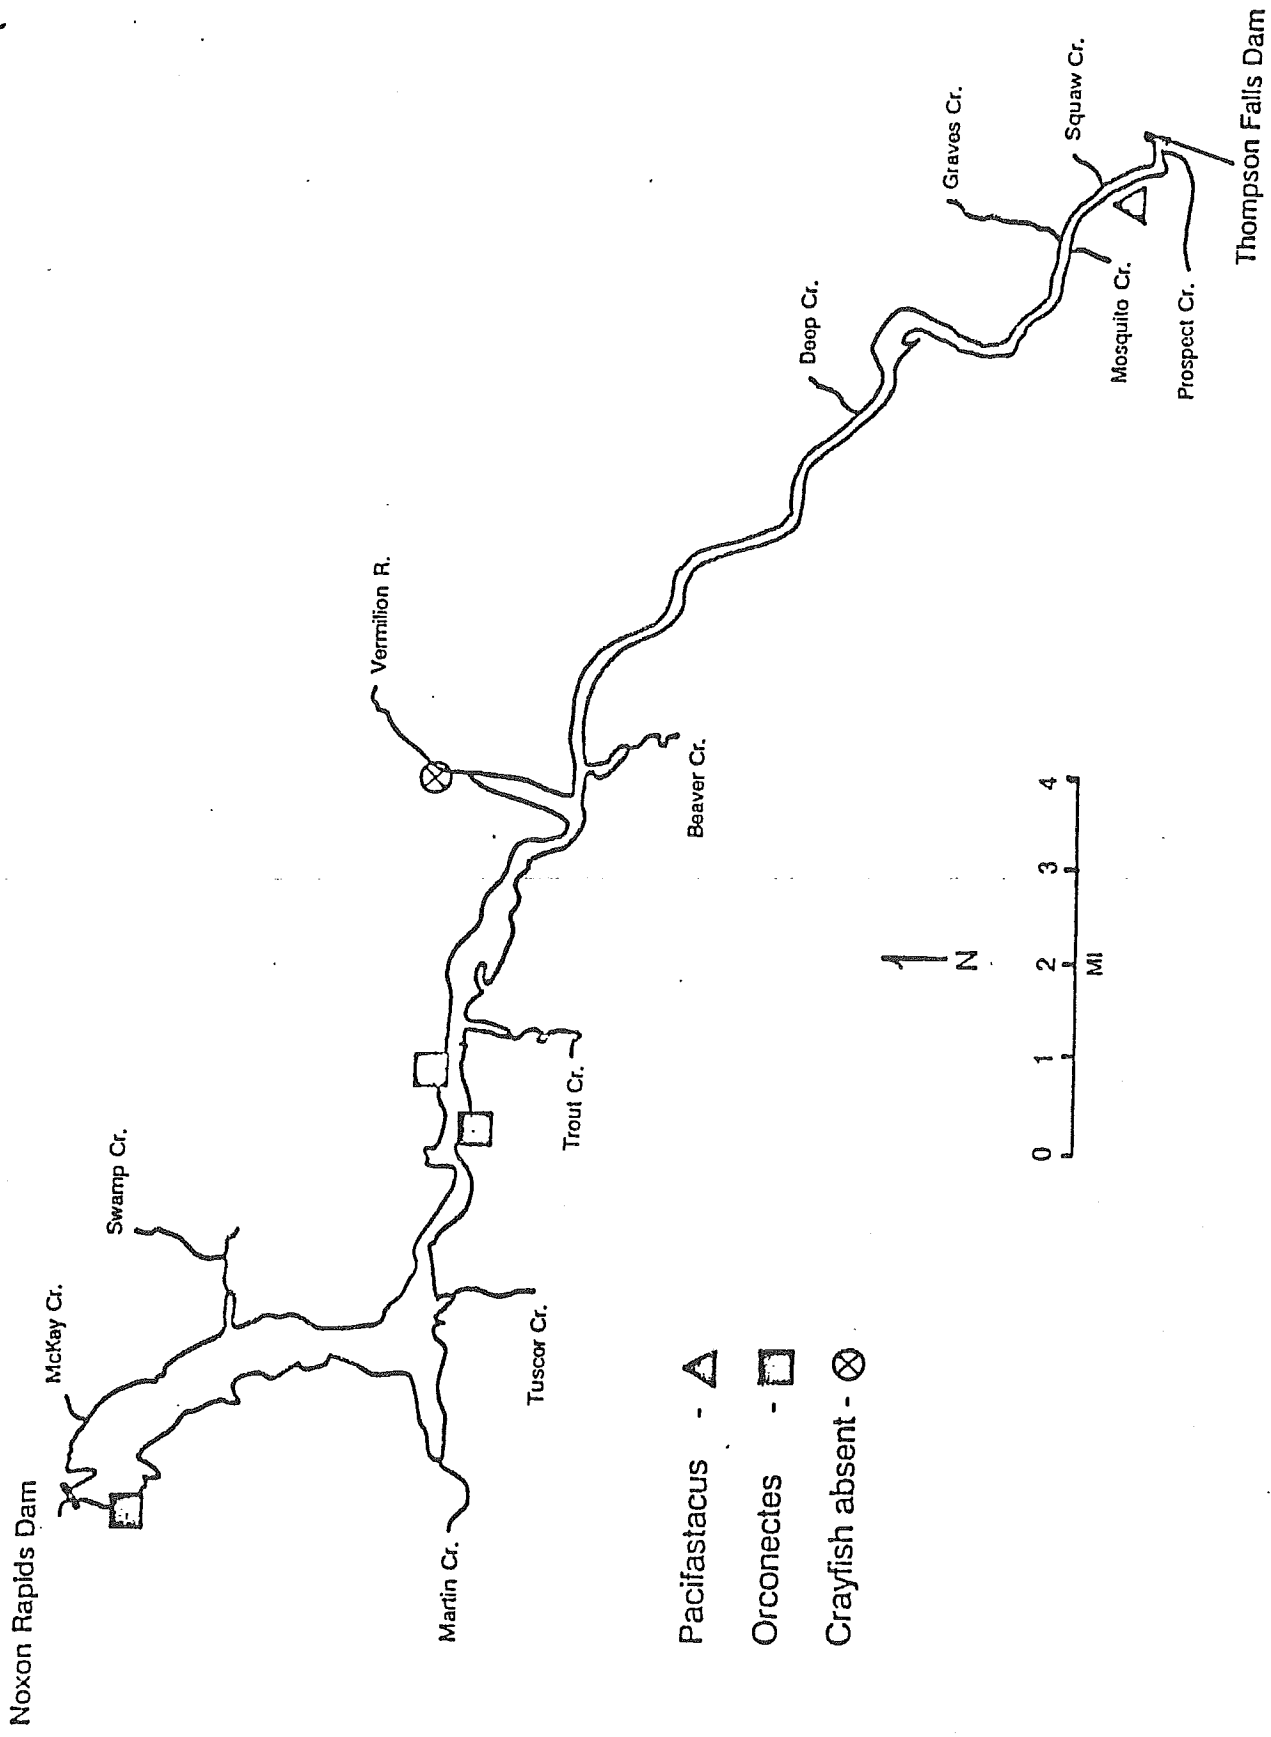 Noxon Rapids Dam
McKay Cr.
Swamp Cr.
Martin Cr.
Tuscor Cr.
Trout Cr.
Vermilion R.
Beaver Cr.
Deep Cr.
Graves Cr.
Squaw Cr.
Mosquito Cr.
Prospect Cr.
Thompson Falls Dam
Pacifastacus -
Orconectes -
Crayfish absent -
N
0 1 2 3 4
MI